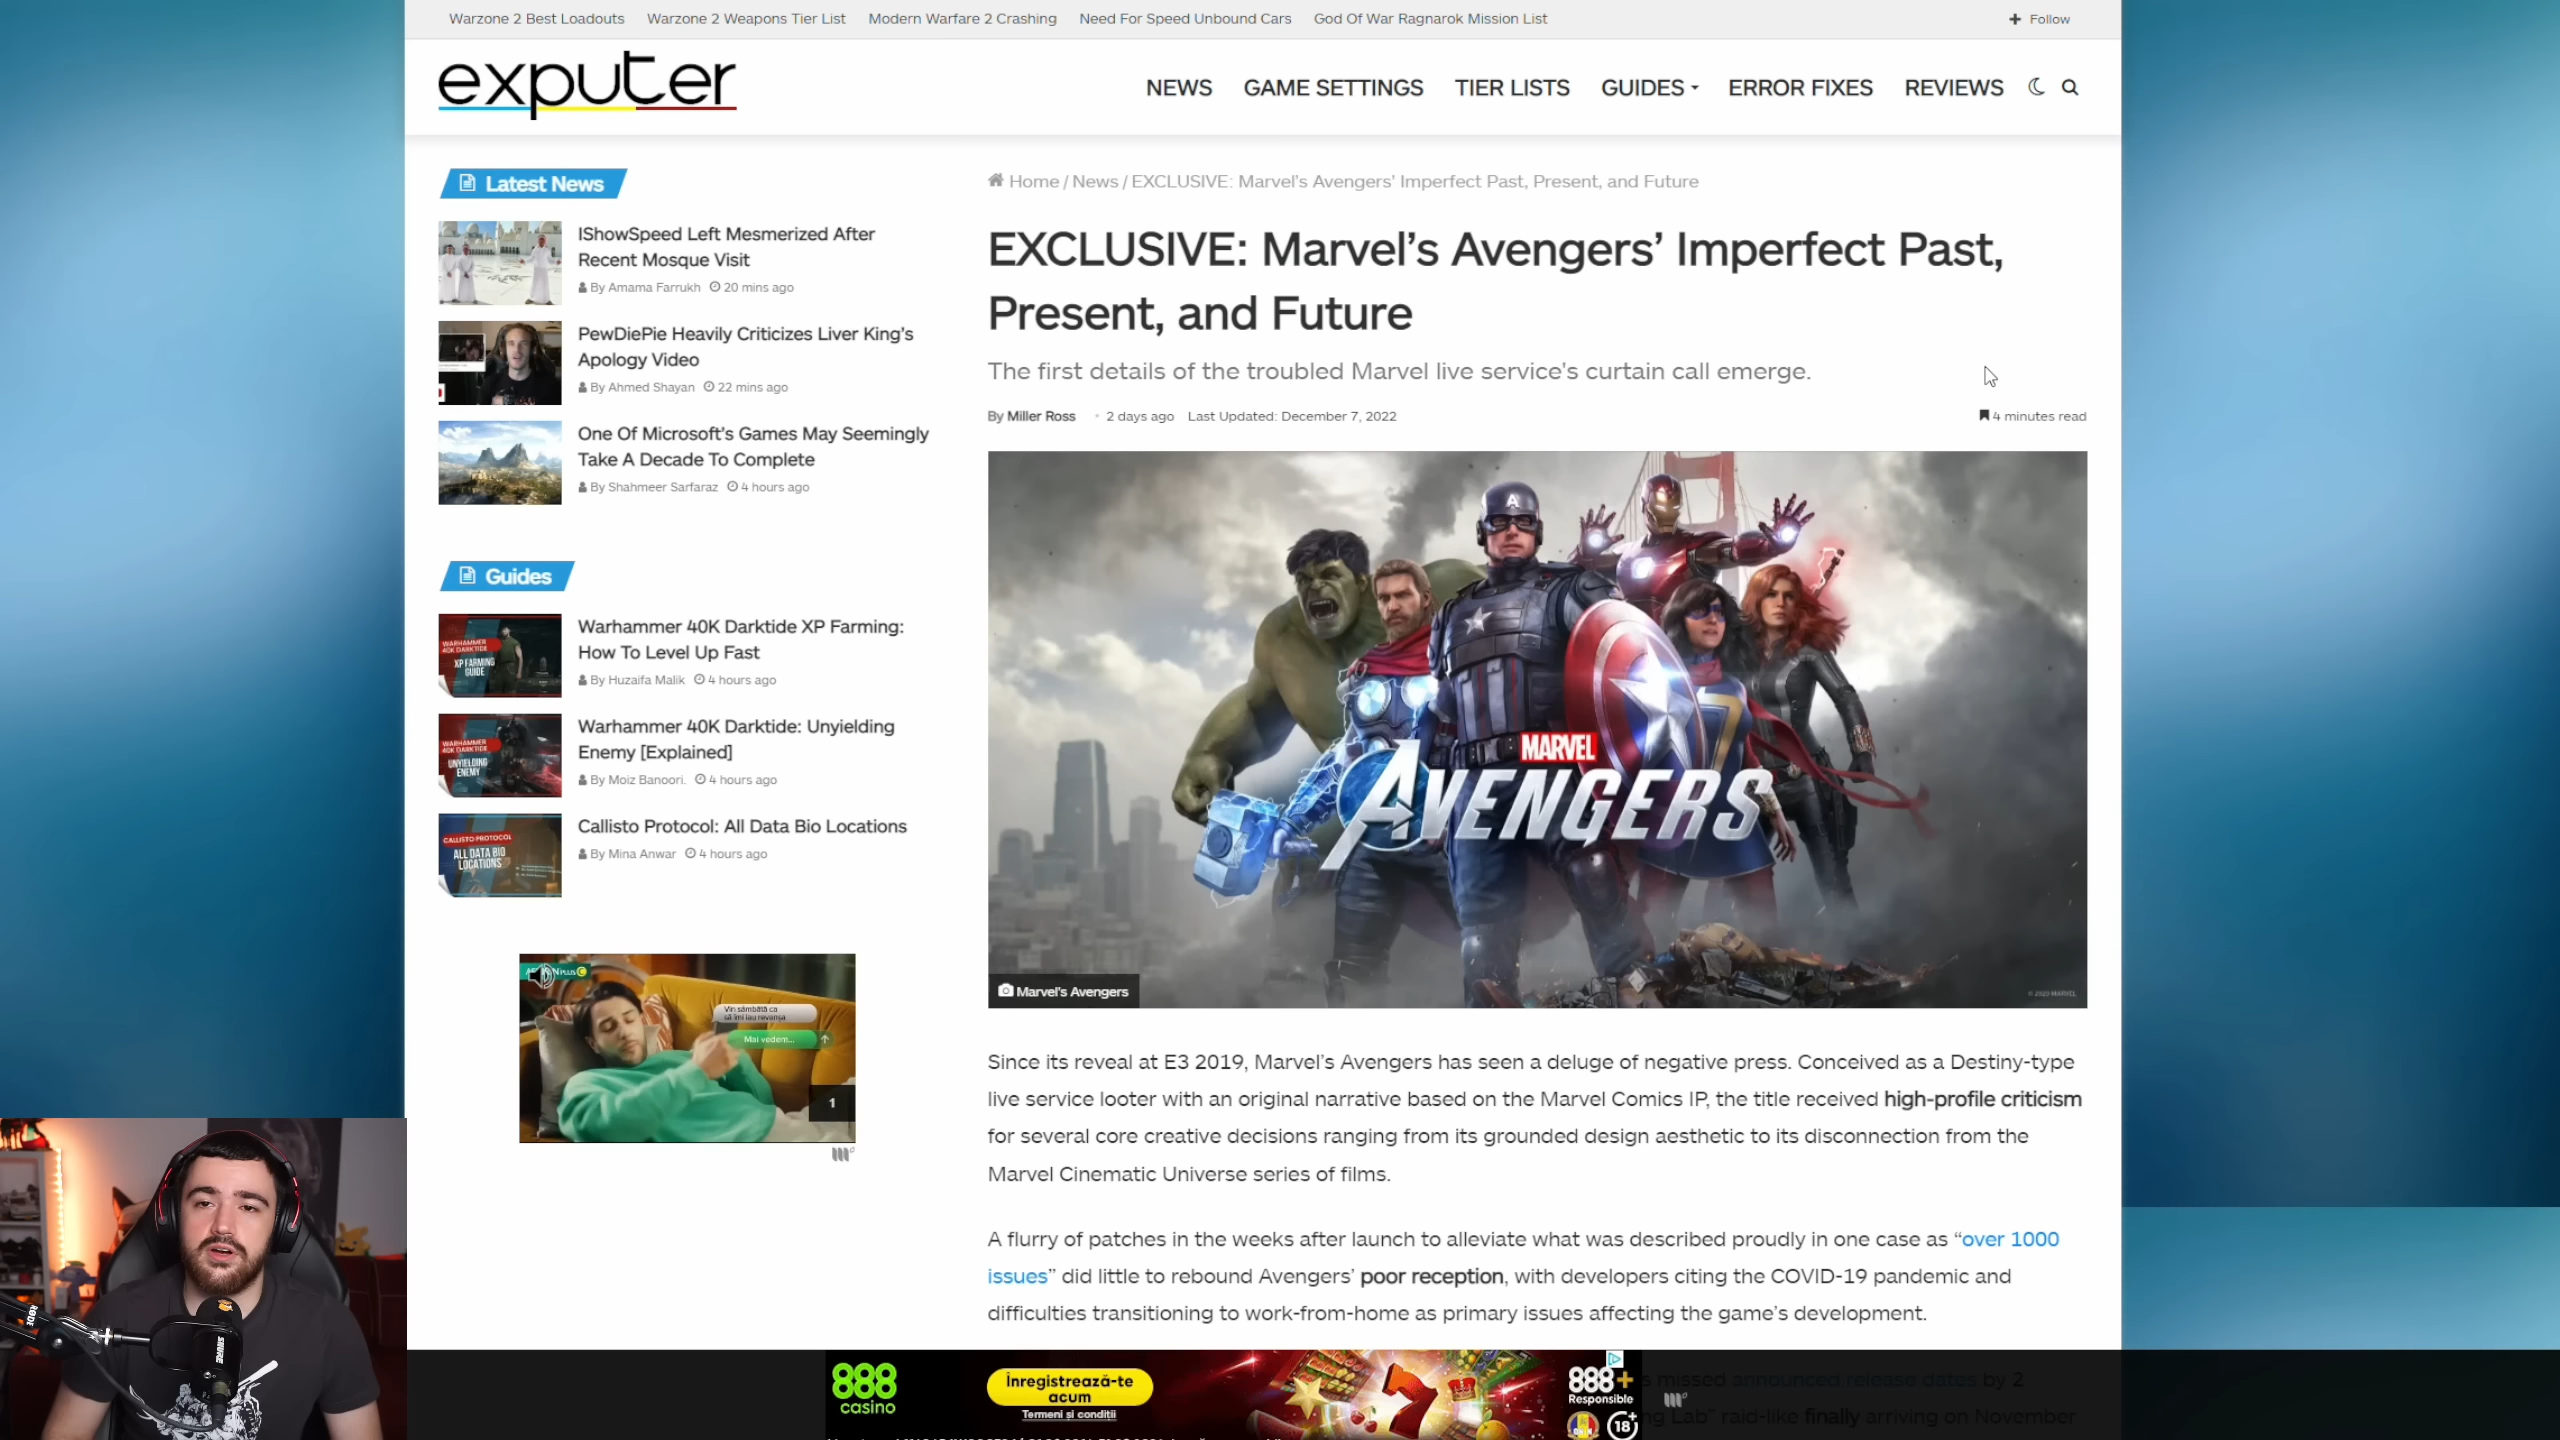 Warzone 2 Best Loadouts Warzone 2 Weapons Tier List Modern Warfare 2 Crashing Need For Speed Unbound Cars God Of War Ragnarok Mission List Follow
exputer
NEWS GAME SETTINGS TIER LISTS GUIDES ERROR FIXES REVIEWS
Latest News
IShowSpeed Left Mesmerized After
Recent Mosque Visit
By Amama Farrukh 20 mins ago
PewDiePie Heavily Criticizes Liver King's
Apology Video
By Ahmed Shayan 22 mins ago
One Of Microsoft's Games May Seemingly
Take A Decade To Complete
By Shahmeer Sarfaraz 4 hours ago
Guides
WARHAMMER
40K DARKTIDE
XP FARMING
GUIDE
Warhammer 40K Darktide XP Farming:
How To Level Up Fast
By Huzaifa Malik 4 hours ago
WARHAMMER
40K DARKTIDE
UNYIELDING
ENEMY
Warhammer 40K Darktide: Unyielding
Enemy [Explained]
By Moiz Banoori. 4 hours ago
CALLISTO PROTOCOL
ALL DATA BIO
LOCATIONS
Callisto Protocol: All Data Bio Locations
By Mina Anwar 4 hours ago
Vin sâmbătă ca
să îmi iau revanșa
Mai vedem...
1
Home / News / EXCLUSIVE: Marvel's Avengers' Imperfect Past, Present, and Future
EXCLUSIVE: Marvel's Avengers' Imperfect Past,
Present, and Future
The first details of the troubled Marvel live service's curtain call emerge.
By Miller Ross 2 days ago Last Updated: December 7, 2022 4 minutes read
A
MARVEL
AVENGERS
Marvel's Avengers
© 2020 MARVEL
Since its reveal at E3 2019, Marvel's Avengers has seen a deluge of negative press. Conceived as a Destiny-type
live service looter with an original narrative based on the Marvel Comics IP, the title received high-profile criticism
for several core creative decisions ranging from its grounded design aesthetic to its disconnection from the
Marvel Cinematic Universe series of films.
A flurry of patches in the weeks after launch to alleviate what was described proudly in one case as “over 1000
issues” did little to rebound Avengers' poor reception, with developers citing the COVID-19 pandemic and
difficulties transitioning to work-from-home as primary issues affecting the game's development.
missed announced release dates by 2
Lab” raid-like finally arriving on November
RØDE
SHURE
888
casino
Înregistrează-te
acum
Termeni și condiții
7
888+
Responsible
18+